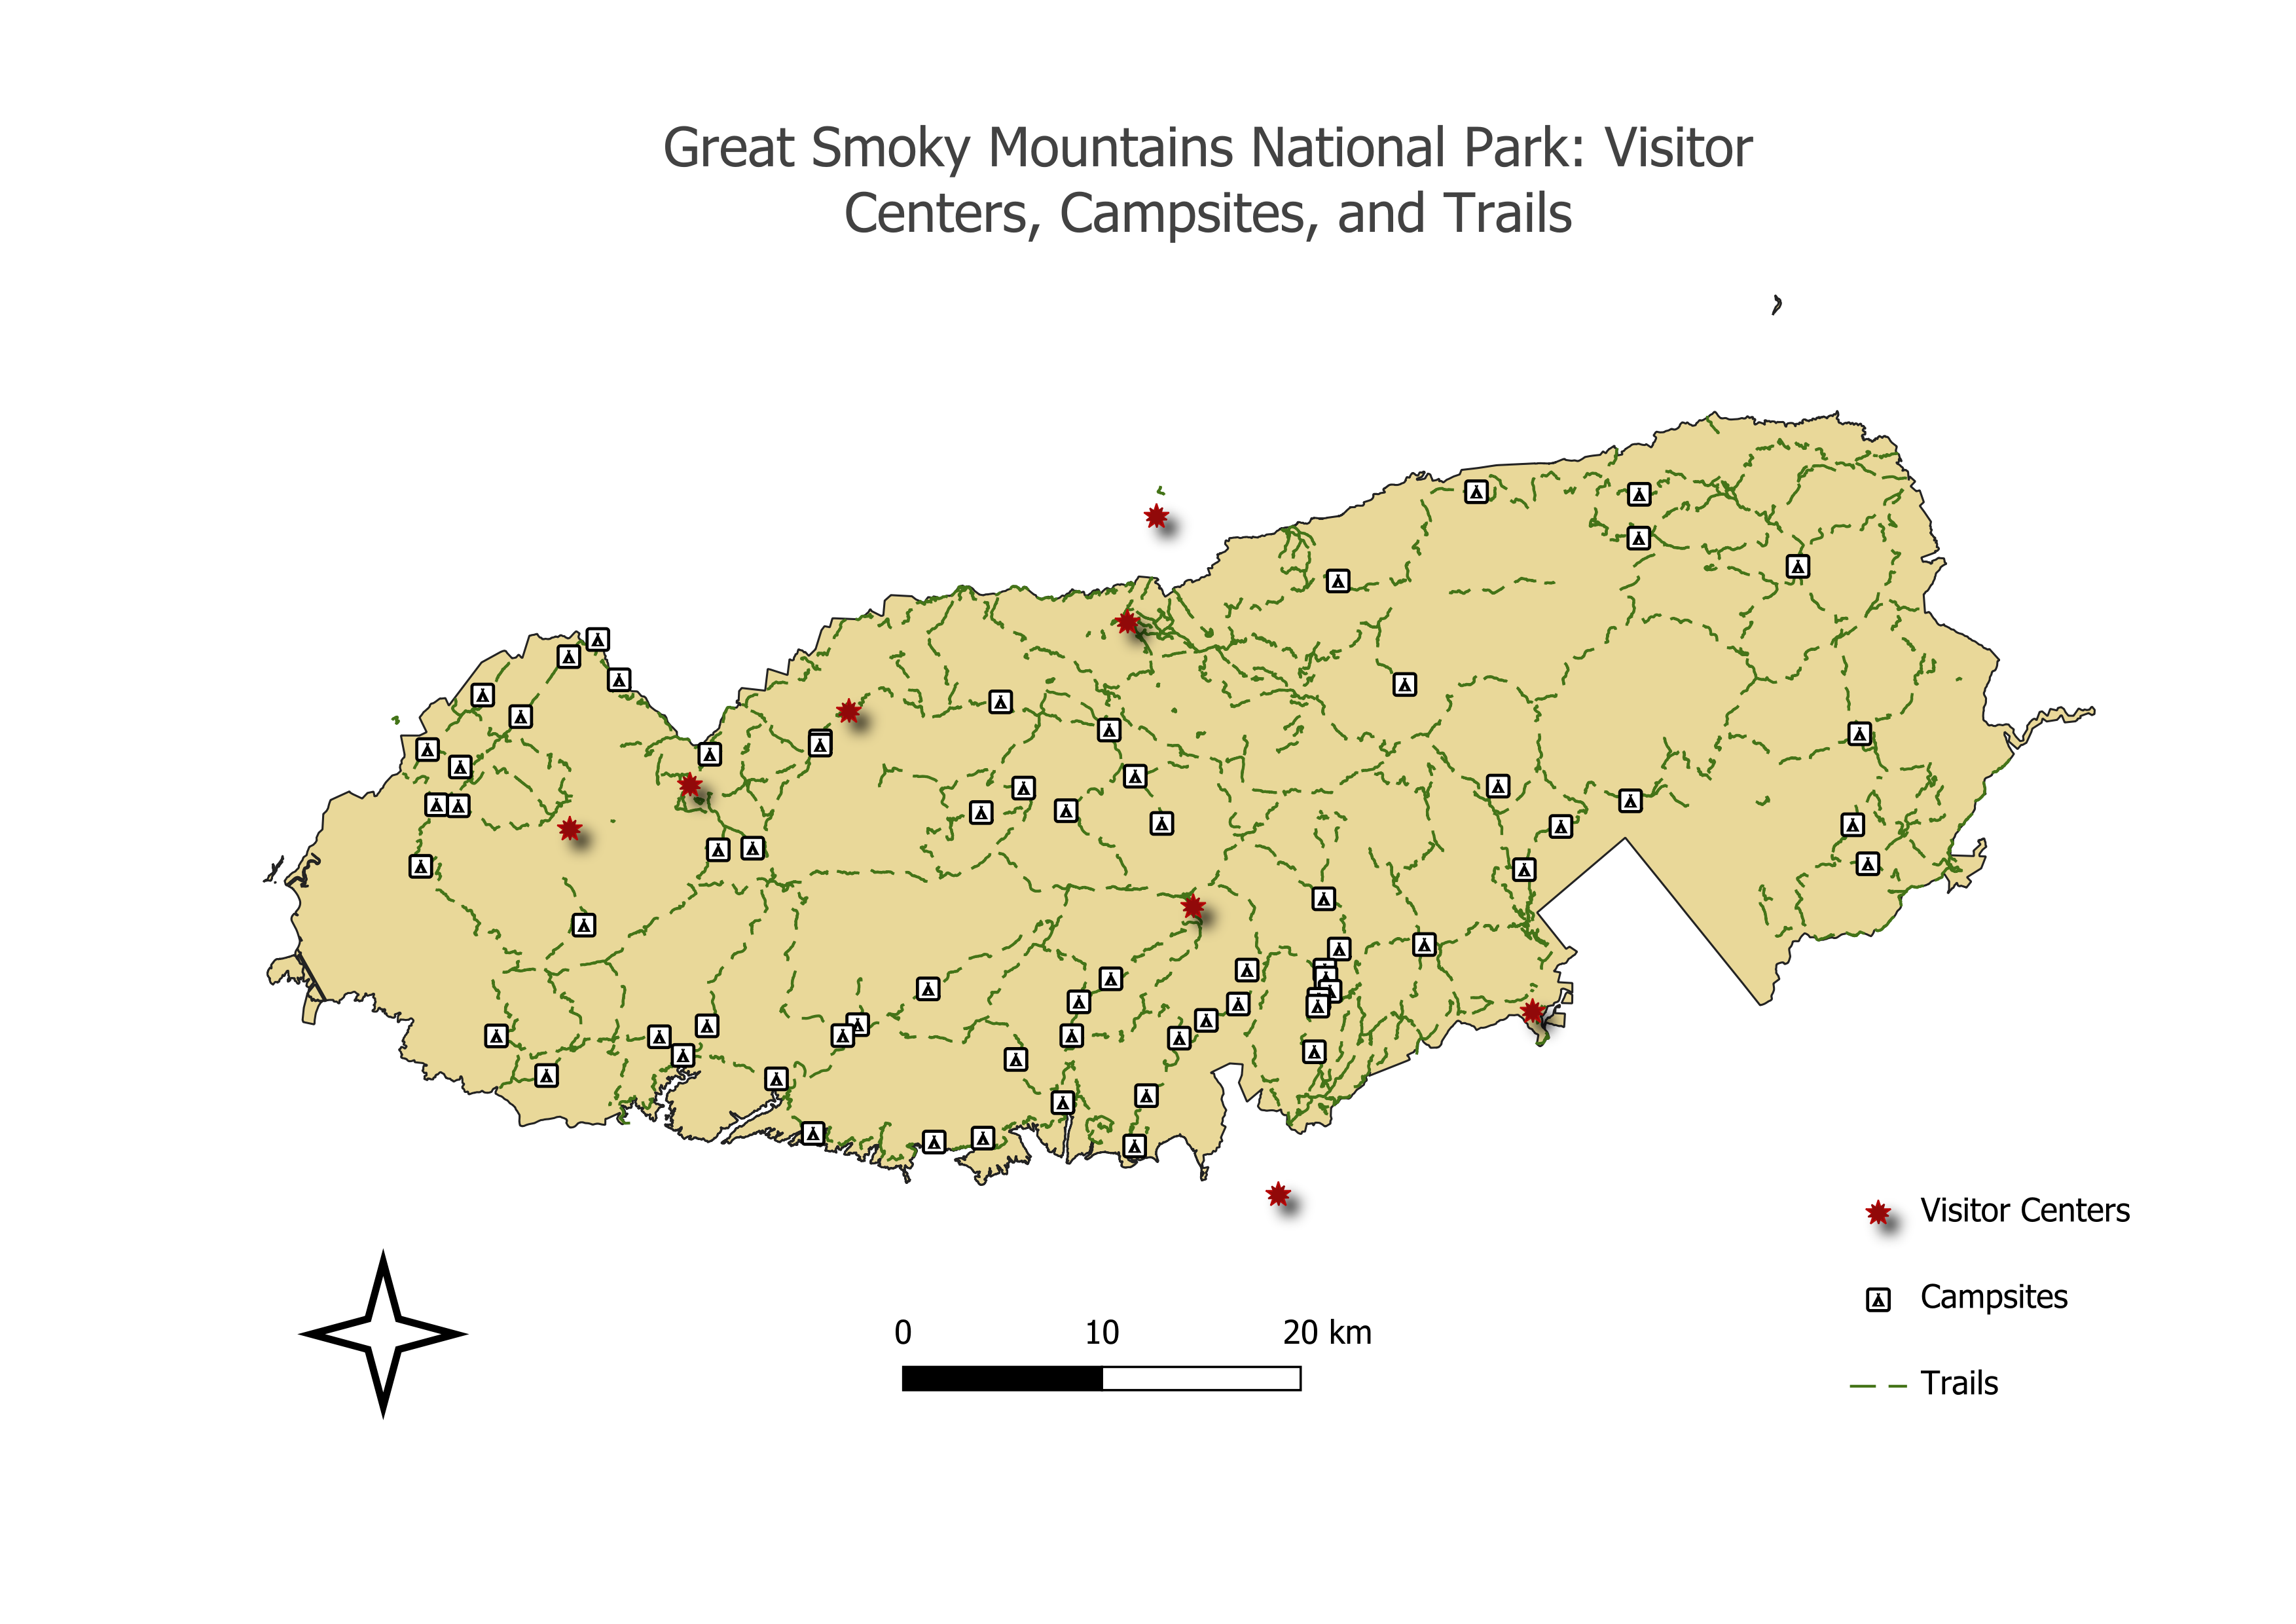 Great Smoky Mountains National Park: Visitor
Centers, Campsites, and Trails
Visitor Centers
Campsites
Trails
0 10 20 km